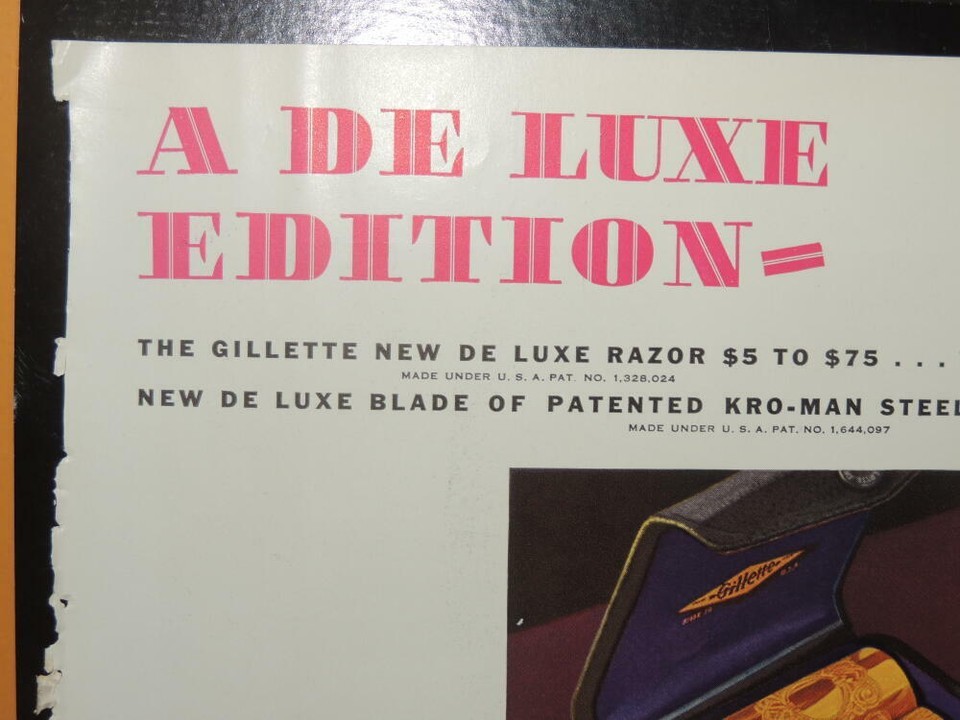 A DE LUXE
EDITION-
THE GILLETTE NEW DE LUXE RAZOR $5 TO $75 . . .
MADE UNDER U. S. A. PAT. NO. 1,328,024
NEW DE LUXE BLADE OF PATENTED KRO-MAN STEEL
MADE UNDER U. S. A. PAT. NO. 1,644,097
Gillette